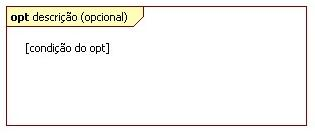 opt descrição (opcional)
[condição do opt]